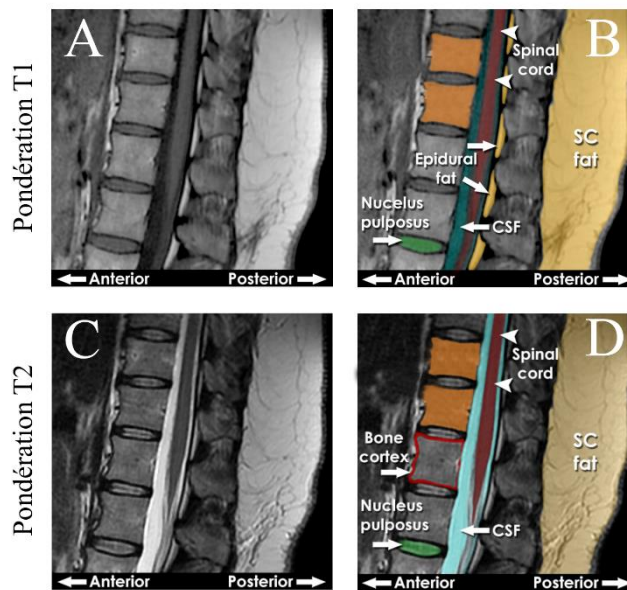 Pondération T1
A
Anterior
Posterior
B
Spinal
cord
Epidural
fat
SC
fat
Nucelus
pulposus
CSF
Anterior
Posterior
Pondération T2
C
Anterior
Posterior
D
Spinal
cord
Bone
cortex
SC
fat
Nucleus
pulposus
CSF
Anterior
Posterior